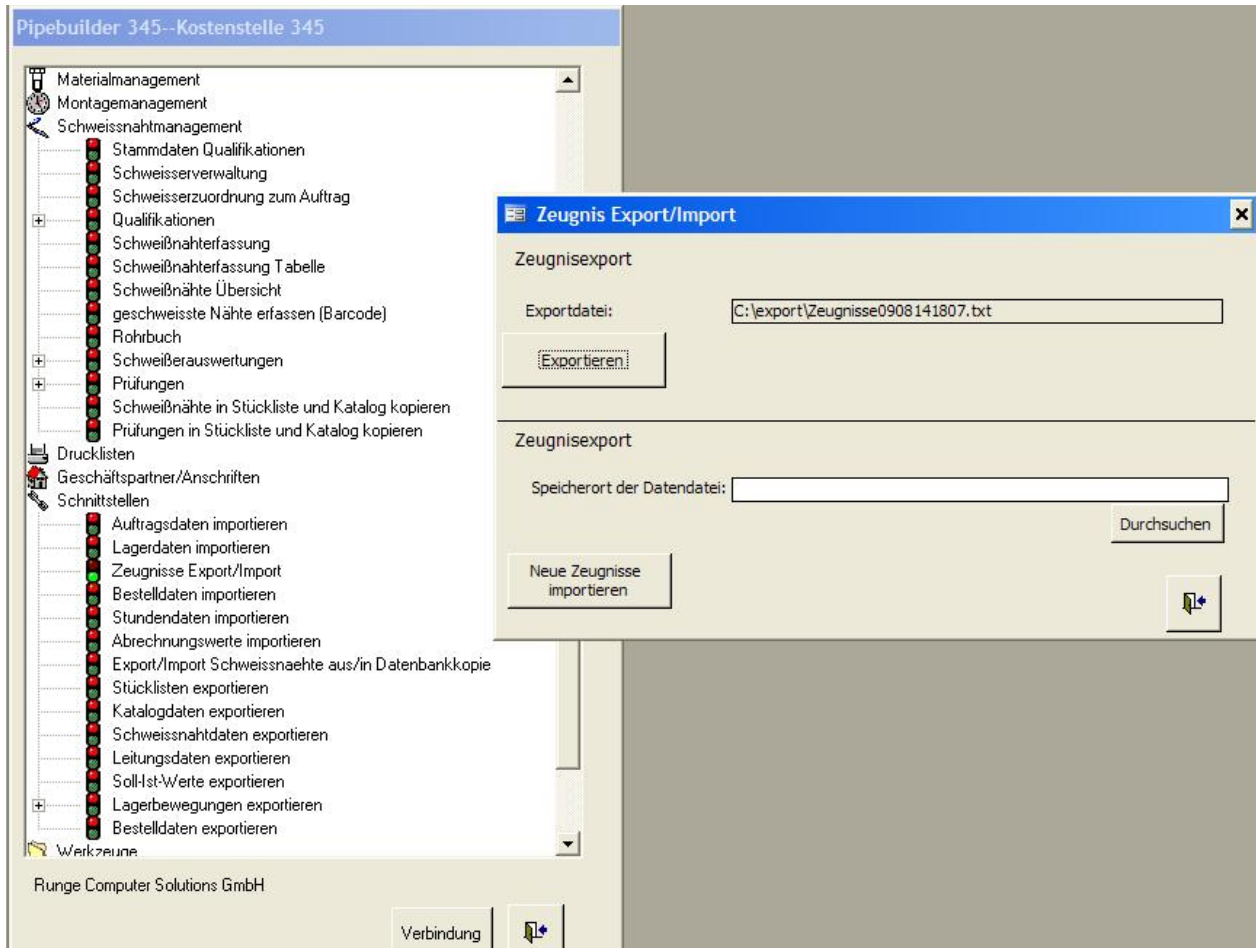 Pipebuilder 345--Kostenstelle 345
Materialmanagement
Montagemanagement
Schweissnahtmanagement
Stammdaten Qualifikationen
Schweisserverwaltung
Schweisserzuordnung zum Auftrag
Qualifikationen
Schweißnahterfassung
Schweißnahterfassung Tabelle
Schweißnähte Übersicht
geschweisste Nähte erfassen (Barcode)
Rohrbuch
Schweißerauswertungen
Prüfungen
Schweißnähte in Stückliste und Katalog kopieren
Prüfungen in Stückliste und Katalog kopieren
Drucklisten
Geschäftspartner/Anschriften
Schnittstellen
Auftragsdaten importieren
Lagerdaten importieren
Zeugnisse Export/Import
Bestelldaten importieren
Stundendaten importieren
Abrechnungswerte importieren
Export/Import Schweissnaehte aus/in Datenbankkopie
Stücklisten exportieren
Katalogdaten exportieren
Schweissnahtdaten exportieren
Leitungsdaten exportieren
Soll-Ist-Werte exportieren
Lagerbewegungen exportieren
Bestelldaten exportieren
Werkzeuge
Runge Computer Solutions GmbH
Verbindung
Zeugnis Export/Import
Zeugnisexport
Exportdatei: C:\export\Zeugnisse0908141807.txt
Exportieren
Zeugnisexport
Speicherort der Datendatei:
Durchsuchen
Neue Zeugnisse
importieren